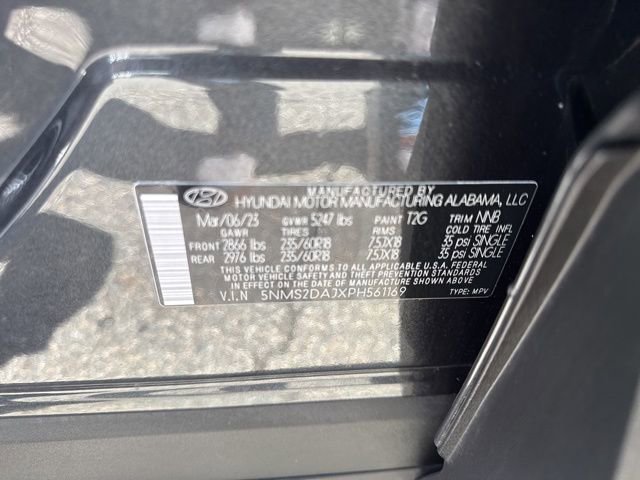 MANUFACTURED BY
HYUNDAI MOTOR MANUFACTURING ALABAMA, LLC
Mar/06/23 GVWR 5247 lbs PAINT T2G TRIM NNB
GAWR TIRES RIMS COLD TIRE INFL
FRONT 2866 lbs 235/60R18 7.5JX18 35 psi SINGLE
REAR 2976 lbs 235/60R18 7.5JX18 35 psi SINGLE
THIS VEHICLE CONFORMS TO ALL APPLICABLE U.S. FEDERAL
MOTOR VEHICLE SAFETY AND THEFT PREVENTION STANDARDS
IN EFFECT ON THE DATE OF MANUFACTURE SHOWN ABOVE
V.I.N 5NMS2DAJXPH561169 TYPE: MPV